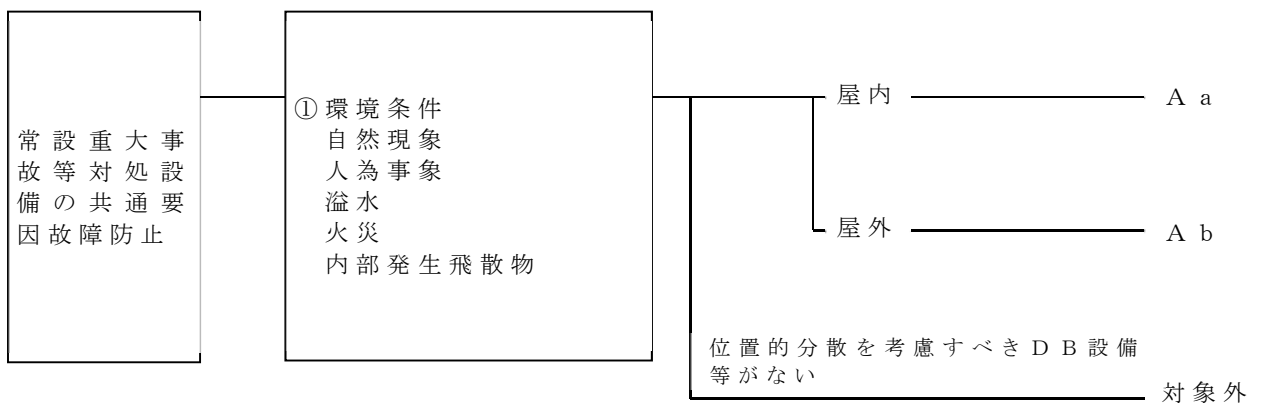 常設重大事
故等対処設
備の共通要
因故障防止
①環境条件
自然現象
人為事象
溢水
火災
内部発生飛散物
屋内
Ａａ
屋外
Ａｂ
位置的分散を考慮すべきＤＢ設備
等がない
対象外